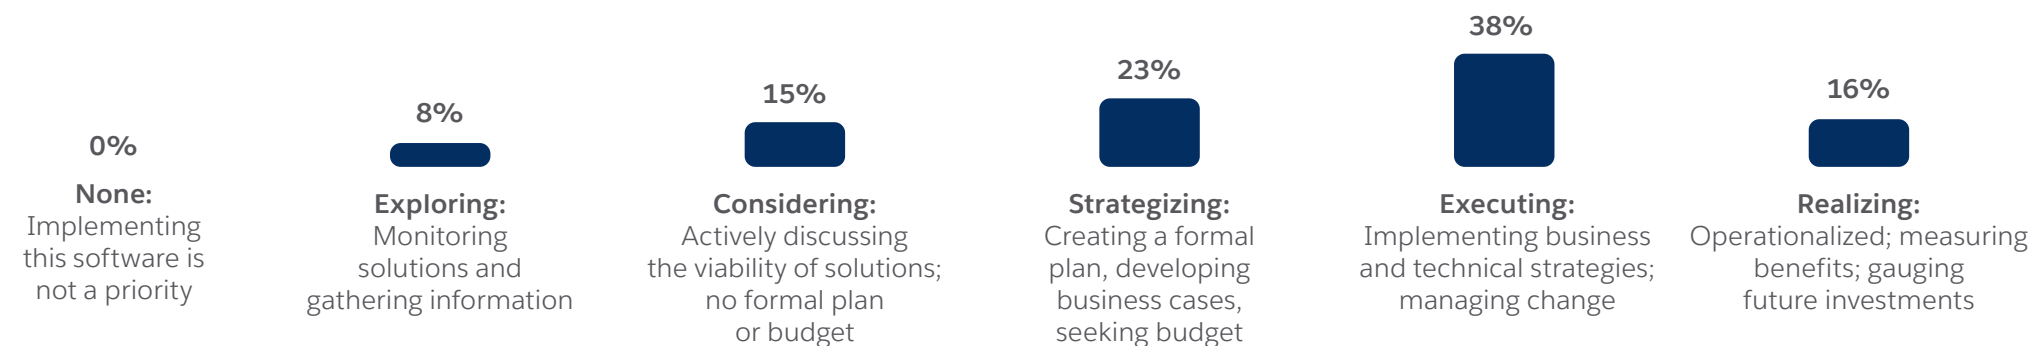 0%
None:
Implementing
this software is
not a priority
8%
Exploring:
Monitoring
solutions and
gathering information
15%
Considering:
Actively discussing
the viability of solutions;
no formal plan
or budget
23%
Strategizing:
Creating a formal
plan, developing
business cases,
seeking budget
38%
Executing:
Implementing business
and technical strategies;
managing change
16%
Realizing:
Operationalized; measuring
benefits; gauging
future investments